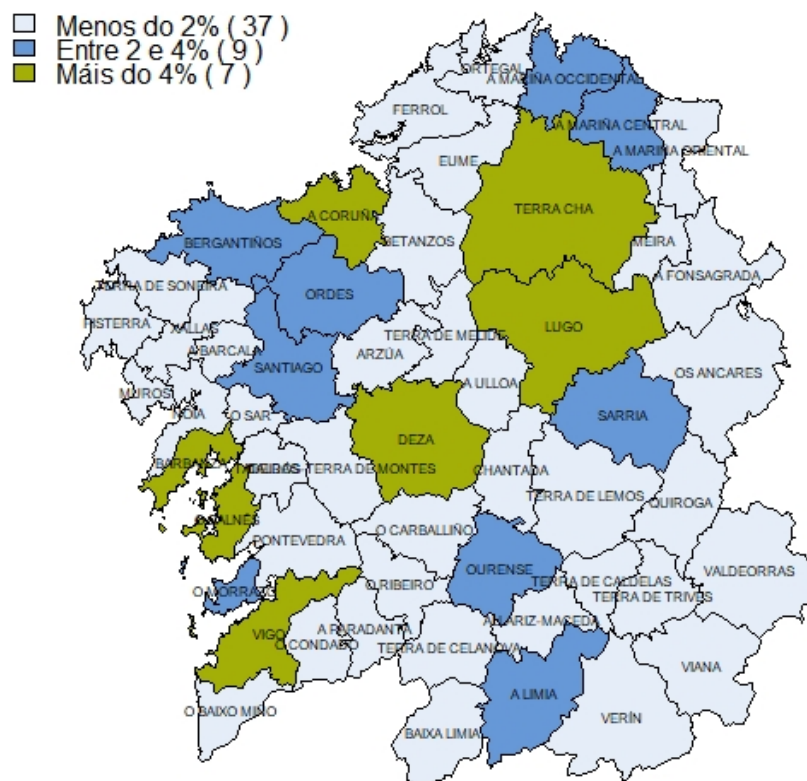 Menos do 2% ( 37 )
Entre 2 e 4% ( 9 )
Máis do 4% ( 7 )
ORTEGAL
A MARIÑA OCCIDENTAL
FERROL
A MARIÑA CENTRAL
EUME
A MARIÑA ORIENTAL
A CORUÑA
TERRA CHA
BERGANTIÑOS
BETANZOS
MEIRA
A FONSAGRADA
TERRA DE SONEIRA
ORDES
FISTERRA
XALLAS
TERRA DE MELIDE
LUGO
A BARCALA
ARZÚA
SANTIAGO
A ULLOA
OS ANCARES
MUROS
NOIA
O SAR
SARRIA
DEZA
BARBANZA
CALDAS
TABEIRÓS - TERRA DE MONTES
CHANTADA
TERRA DE LEMOS
QUIROGA
O SALNÉS
PONTEVEDRA
O CARBALLIÑO
OURENSE
VALDEORRAS
O MORRAZO
O RIBEIRO
TERRA DE CALDELAS
TERRA DE TRIVES
VIGO
A PARADANTA
ALLARIZ-MACEDA
O CONDADO
TERRA DE CELANOVA
VIANA
O BAIXO MIÑO
A LIMIA
VERÍN
BAIXA LIMIA